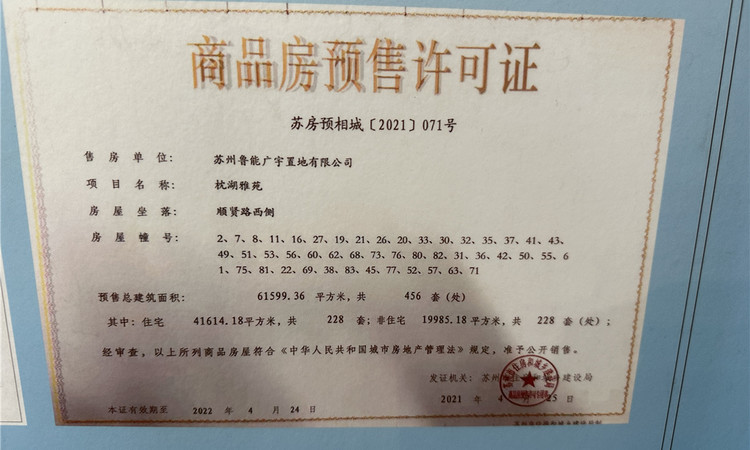 商品房预售许可证
苏房预相城〔2021〕071号
售房单位： 苏州鲁能广宇置地有限公司
项目名称： 枕湖雅苑
房屋坐落： 顺贤路西侧
房屋幢号： 2、7、8、11、16、27、19、21、26、20、33、30、32、35、37、41、43、
49、51、53、56、60、62、68、73、76、80、82、31、36、42、50、55、6
1、75、81、22、69、38、83、45、77、52、57、63、71
预售总建筑面积： 61599.36 平方米，共 456 套（处）
其中：住宅 41614.18平方米，共 228 套；非住宅 19985.18 平方米，共 228 套（处）；
经审查，以上所列商品房屋符合《中华人民共和国城市房地产管理法》规定，准予公开销售。
发证机关： 苏州 建设局
2021 年 4 月 25日
本证有效期至 2022 年 4 月 24 日